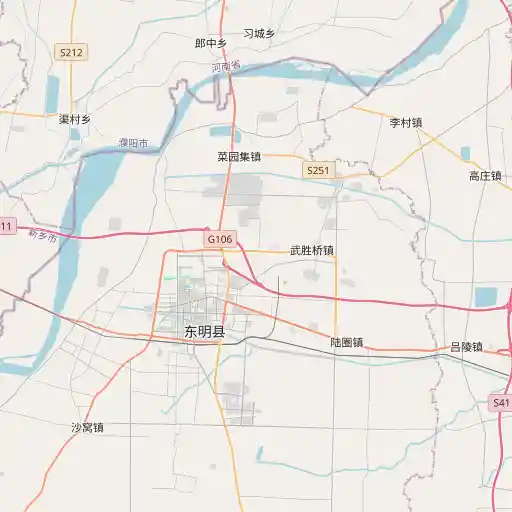 习城乡
郎中乡
S212
河南省
渠村乡
李村镇
濮阳市
菜园集镇
S251
高庄镇
11
新乡市
G106
武胜桥镇
东明县
陆圈镇
吕陵镇
S41
沙窝镇